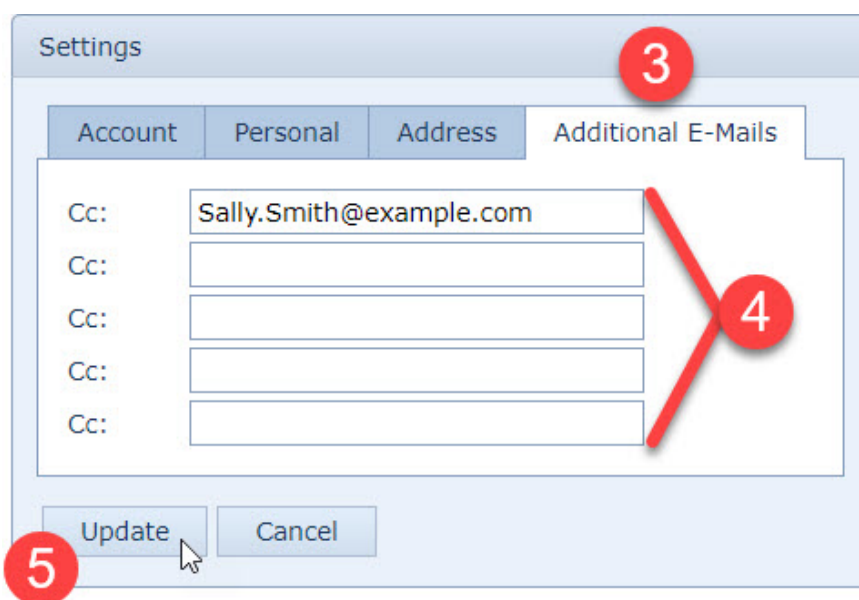 Settings
3
Account Personal Address Additional E-Mails
Cc: Sally.Smith@example.com
Cc:
Cc:
4
Cc:
Cc:
Update Cancel
5